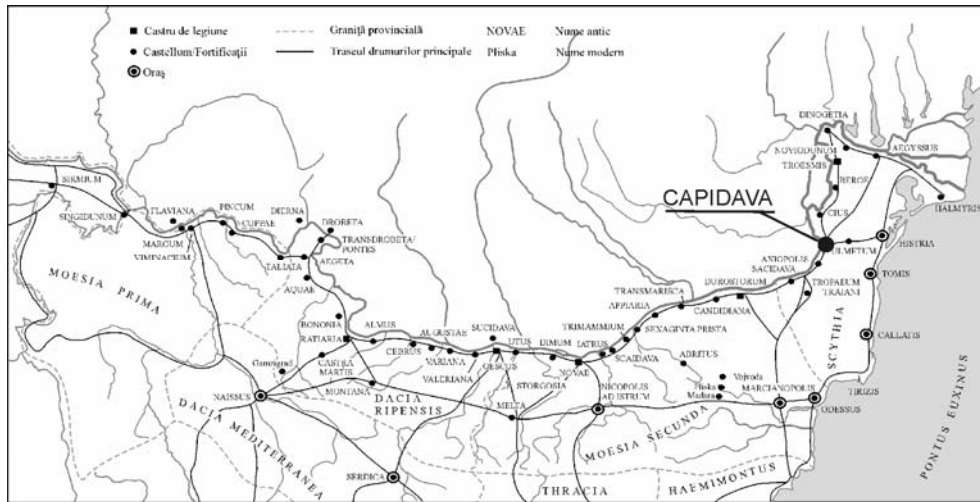 Castru de legiune
Castellum/Fortificații
Oraș
Graniță provincială
Traseul drumurilor principale
NOVAE
Nume antic
Pliska
Nume modern
DINOGETIA
NOVIODUNUM
AEGYSSUS
TROESMIS
BEROE
HALMYRIS
CAPIDAVA
CIUS
ULMETUM
HISTRIA
SIRMIUM
SINGIDUNUM
FLAVIANA
PINCUM
CUPPAE
DIERNA
DROBETA
TRANSDROBETA/
PONTES
MARGUM
VIMINACIUM
TALIATA
AEGETA
AQUAE
AXIOPOLIS
SACIDAVA
TOMIS
MOESIA PRIMA
TRANSMARISCA
DUROSTORUM
TROPAEUM
TRAIANI
APPIARIA
CANDIDIANA
BONONIA
ALMUS
AUGUSTAE
SUCIDAVA
TRIMAMMIUM
SEXAGINTA PRISTA
SCYTHIA
CALLATIS
RATIARIA
CEBRUS
UTUS
DIMUM
IATRUS
VARIANA
OESCUS
SCAIDAVA
ABRITUS
Gamzigrad
CASTRA
MARTIS
VALERIANA
NOVAE
Vojvoda
Pliska
Madara
MARCIANOPOLIS
TIRIZIS
MONTANA
STORGOSIA
NICOPOLIS
AD ISTRUM
NAISSUS
DACIA
RIPENSIS
MELTA
ODESSUS
MOESIA SECUNDA
DACIA MEDITERRANEA
SERDICA
THRACIA
HAEMIMONTUS
PONTUS EUXINUS